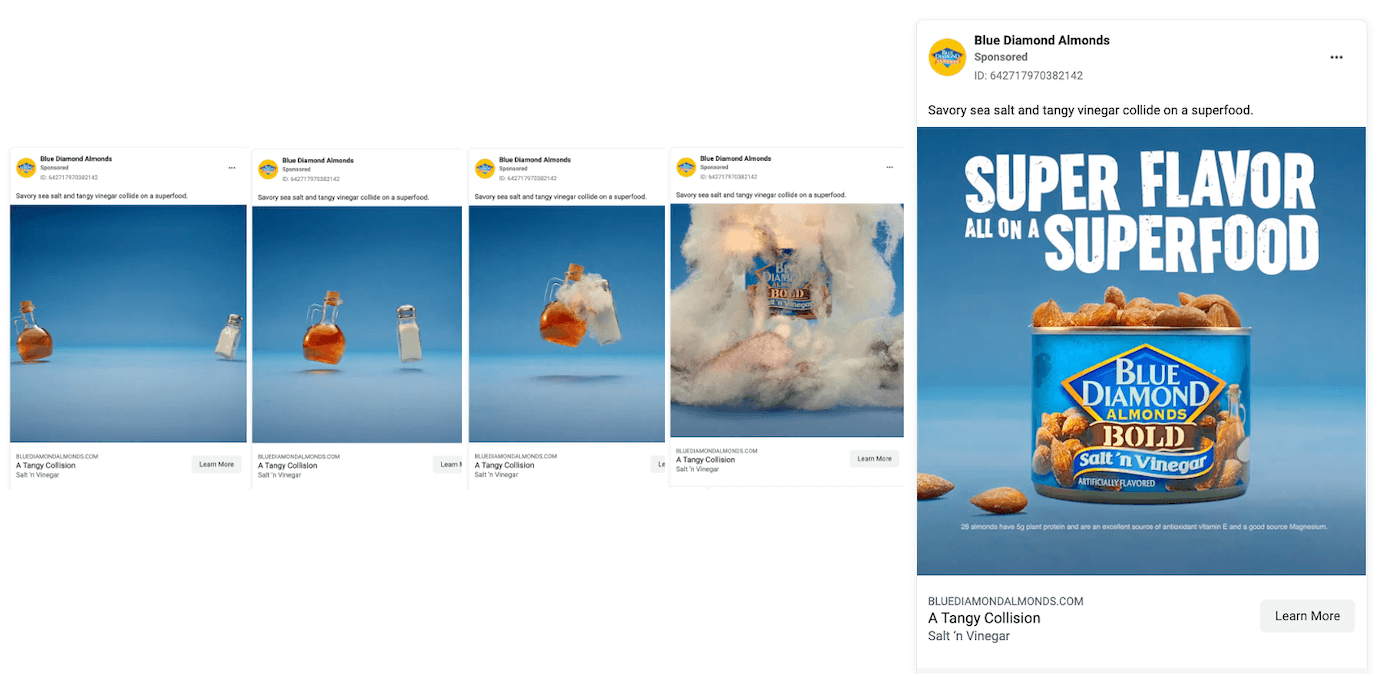 Blue Diamond Almonds
Sponsored
ID: 642717970382142
Savory sea salt and tangy vinegar collide on a superfood.
BLUEDIAMONDALMONDS.COM
A Tangy Collision
Salt 'n Vinegar
Learn More
Blue Diamond Almonds
Sponsored
ID: 642717970382142
Savory sea salt and tangy vinegar collide on a superfood.
BLUEDIAMONDALMONDS.COM
A Tangy Collision
Salt 'n Vinegar
Learn
Blue Diamond Almonds
Sponsored
ID: 642717970382142
Savory sea salt and tangy vinegar collide on a superfood.
BLUEDIAMONDALMONDS.COM
A Tangy Collision
Salt 'n Vinegar
Le
Blue Diamond Almonds
Sponsored
ID: 642717970382142
Savory sea salt and tangy vinegar collide on a superfood.
BLUE
DIAMOND
BOLD
Salt 'n Vinegar
BLUEDIAMONDALMONDS.COM
A Tangy Collision
Salt 'n Vinegar
Learn More
BLUE
DIAMOND
Blue Diamond Almonds
Sponsored
ID: 642717970382142
Savory sea salt and tangy vinegar collide on a superfood.
SUPER FLAVOR
ALL ON A SUPERFOOD
BLUE
DIAMOND
ALMONDS
BOLD
Salt 'n Vinegar
ARTIFICIALLY FLAVORED
28 almonds have 5g plant protein and are an excellent source of antioxidant vitamin E and a good source Magnesium.
BLUEDIAMONDALMONDS.COM
A Tangy Collision
Salt 'n Vinegar
Learn More